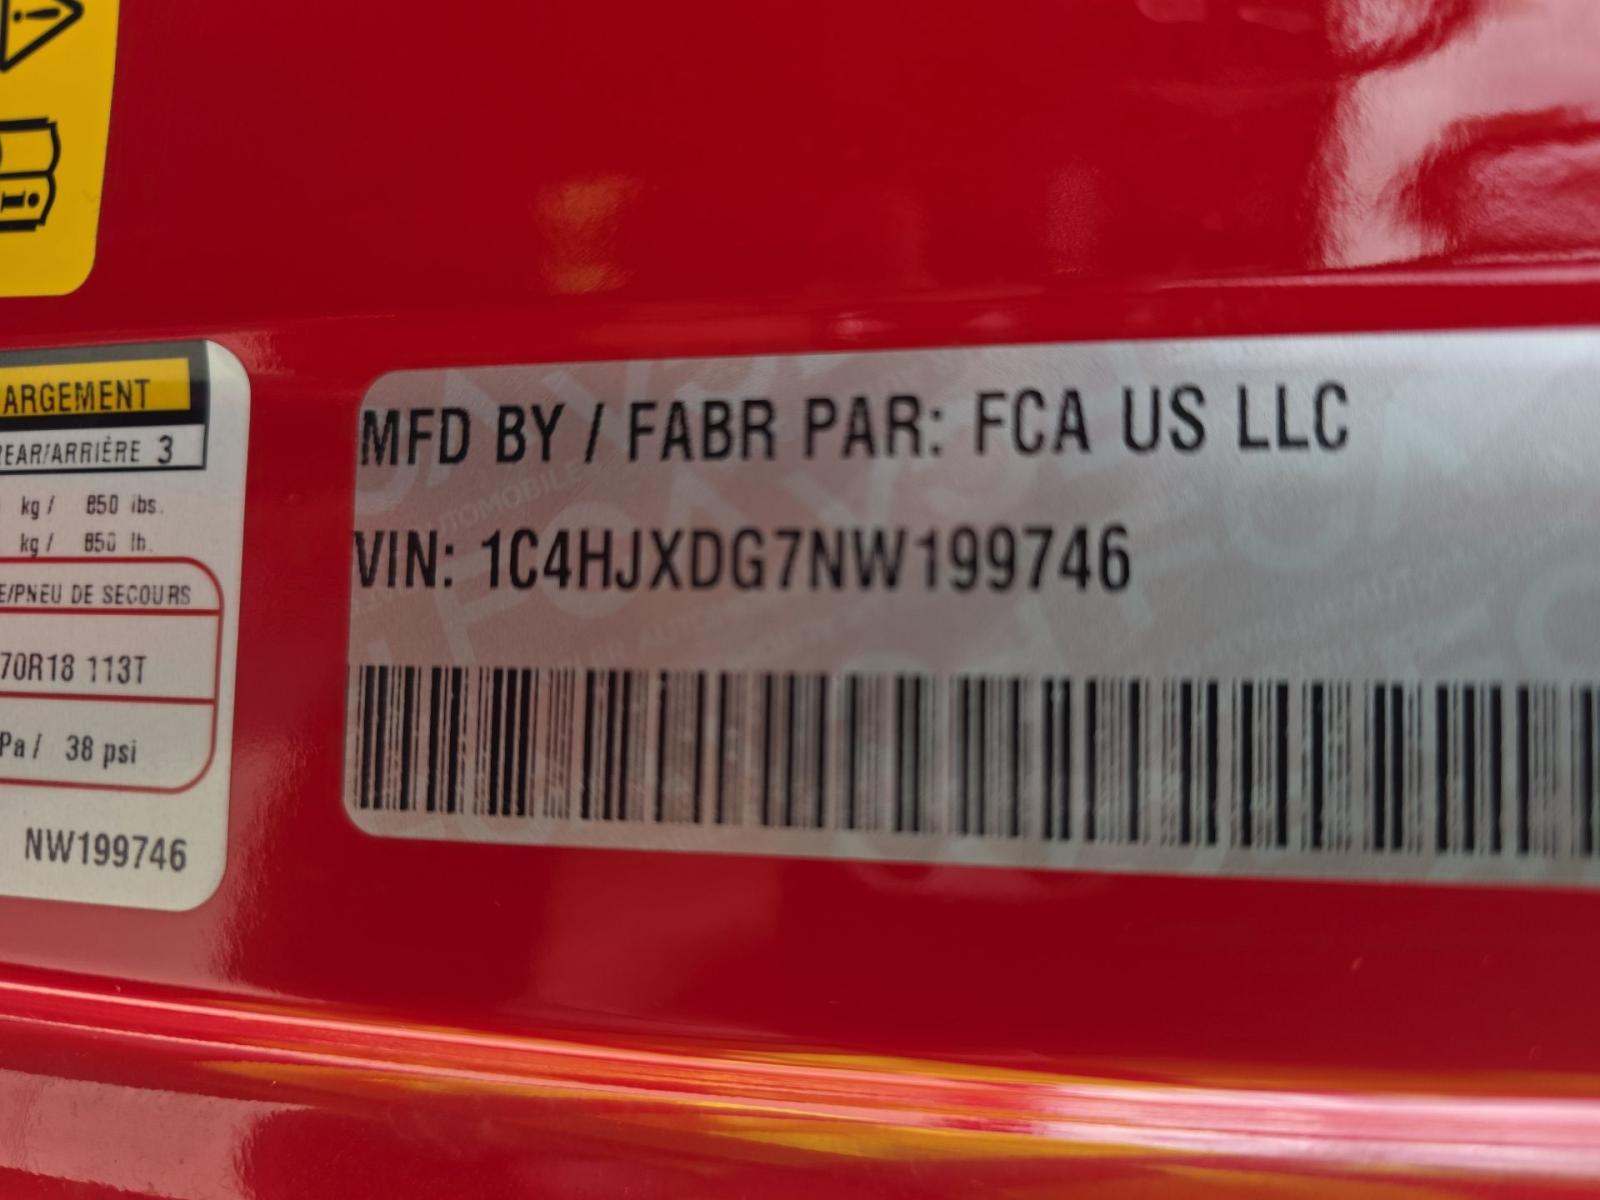 ARGEMENT
REAR/ARRIÈRE 3
kg / 850 lbs.
kg / 850 lb.
E/PNEU DE SECOURS
70R18 113T
Pa / 38 psi
NW199746
MFD BY / FABR PAR: FCA US LLC
VIN: 1C4HJXDG7NW199746